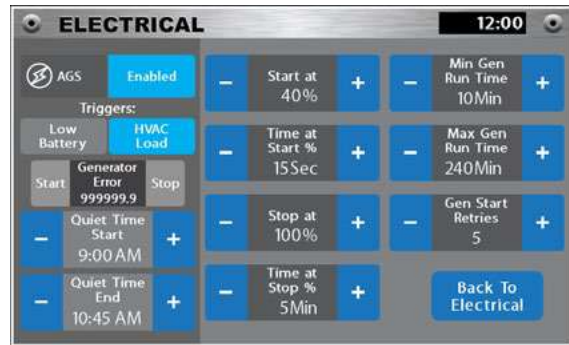 ELECTRICAL
12:00
AGS
Enabled
Triggers:
Low
Battery
HVAC
Load
Start
Generator
Error
999999.9
Stop
-
Quiet Time
Start
9:00 AM
+
-
Quiet Time
End
10:45 AM
+
-
Start at
40%
+
-
Time at
Start %
15Sec
+
-
Stop at
100%
+
-
Time at
Stop %
5Min
+
-
Min Gen
Run Time
10Min
+
-
Max Gen
Run Time
240Min
+
-
Gen Start
Retries
5
+
Back To
Electrical